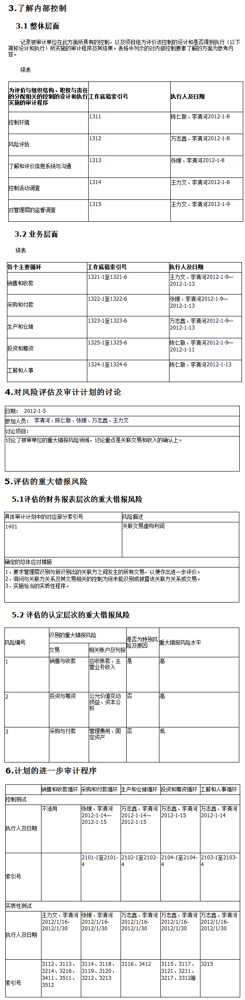 3.了解内部控制
3.1 整体层面
记录被审计单位在此方面所具有的控制，以及项目组为评价该控制的设计和是否得到执行（以下
简称设计和执行）所实施的审计程序及其结果。表格中列示的对内部控制要素了解的方面为参考内
容。
续表
为评价与组织结构、职权与责任
的分配相关的控制的设计和执行
实施的审计程序
工作底稿索引号
执行人及日期
控制环境
1311
陈仁敬、李清河2012-1-8
风险评估
1312
万志鑫、李清河2012-1-8
了解和评价信息系统与沟通
1313
张媛、李清河2012-1-8
控制活动调查
1314
王力文、李清河2012-1-8
对管理层的监督调查
1315
王力文、李清河2012-1-9
3.2 业务层面
续表
各个主要循环
工作底稿索引号
执行人及日期
销售和收款
1321-1至1321-6
王力文、李清河2012-1-9—
2012-1-13
采购和付款
1322-1至1322-6
张媛、李清河2012-1-9—
2012-1-13
生产和仓储
1323-1至1323-6
万志鑫、李清河2012-1-9—
2012-1-13
投资和筹资
1325-1至1325-6
陈仁敬、李清河2012-1-9—
2012-1-11
工薪和人事
1324-1至1324-6
陈仁敬、李清河2012-1-13
4.对风险评估及审计计划的讨论
日期： 2012-1-5
参加人员： 李清河、陈仁敬、张媛、万志鑫、王力文
讨论项目：
讨论了被审单位的重大错报风险领域，讨论重点是关联交易和收入的确认上。
5.评估的重大错报风险
5.1评估的财务报表层次的重大错报风险
具体审计计划中的对应部分索引号
风险描述
1401
关联交易虚构利润
确定的总体应对措施
1、要求管理层识别与新识别出的关联方之间发生的所有交易，以便作出进一步评价。
2、询问与关联方关系及其交易相关的控制为何未能识别或披露该关联方关系或交易。
3、实施恰当的实质性程序。
5.2 评估的认定层次的重大错报风险
风险编号
识别的重大错报风险
是否为特别风
险及原因
重大错报风险水平
交易
相关账户及列报
1
销售与收款
应收账款、主
营业务收入
是
高
2
投资与筹资
公允价值变动
损益、资本公
积
否
高
3
采购与付款
管理费用、固
定资产
否
低
6.计划的进一步审计程序
销售和收款循环
采购和付款循环
生产和仓储循环
投资和筹资循环
工薪和人事循环
控制测试
执行人及日期
不适用
张媛、李清河
2012-1-14—
2012-1-15
万志鑫、李清河
2012-1-14—
2012-1-15
万志鑫、李清河
2012-1-15
万志鑫、李清河
2012-1-14
索引号
2101-1至2101-
4
2102-1至2102-
4
2104-1至2104-
4
2103-1至2103-
4
实质性测试
执行人及日期
王力文、李清河
2012/1/16-
2012/1/30
张媛、李清河
2012/1/16-
2012/1/30
万志鑫、李清河
2012/1/16-
2012/1/30
万志鑫、李清河
2012/1/16-
2012/1/30
万志鑫、李清河
2012/1/16-
2012/1/30
索引号
3112、3113、
3214、3216、
3411、3511、
3512
3114、3118、
3119、3120、
3212、3213
3116、3412
3115、3117、
3121、3211、
3217、3312等
3215